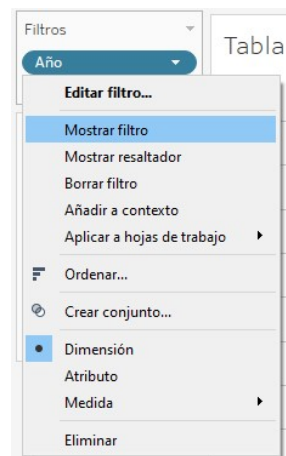 Filtros
Tabla
Año
Editar filtro...
Mostrar filtro
Mostrar resaltador
Borrar filtro
Añadir a contexto
Aplicar a hojas de trabajo
Ordenar...
Crear conjunto...
Dimensión
Atributo
Medida
Eliminar